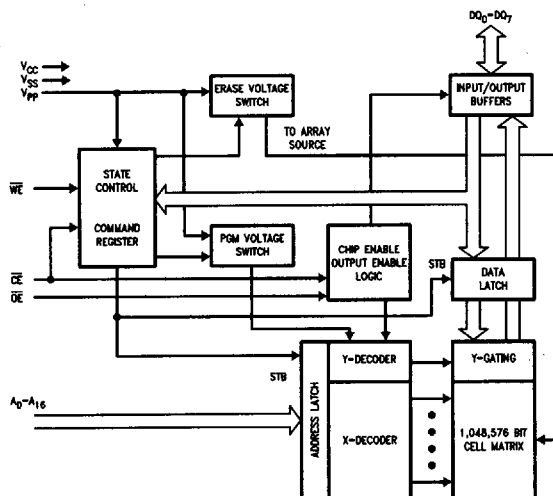 DQ0–DQ7
VCC
VSS
VPP
ERASE VOLTAGE
SWITCH
INPUT/OUTPUT
BUFFERS
TO ARRAY
SOURCE
STATE
CONTROL
COMMAND
REGISTER
WE
PGM VOLTAGE
SWITCH
CHIP ENABLE
OUTPUT ENABLE
LOGIC
CE
OE
STB
DATA
LATCH
STB
ADDRESS LATCH
Y-DECODER
Y-GATING
A0–A16
X-DECODER
1,048,576 BIT
CELL MATRIX